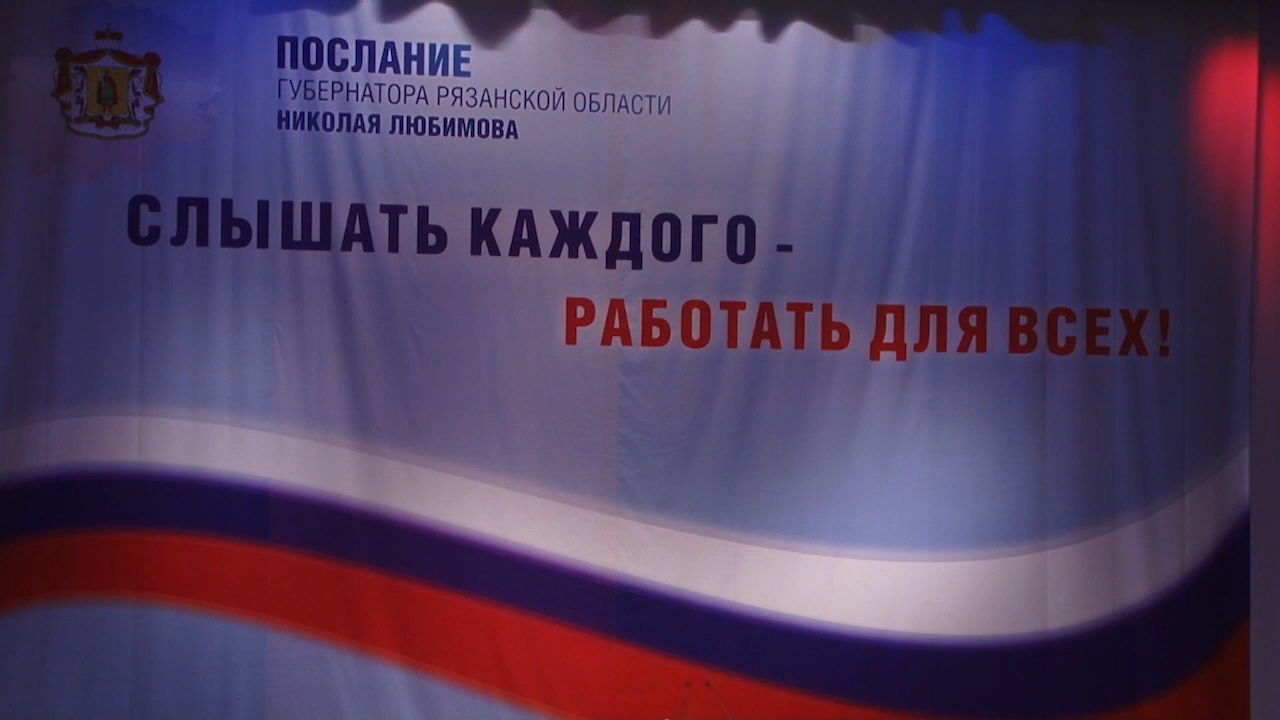 ПОСЛАНИЕ
ГУБЕРНАТОРА РЯЗАНСКОЙ ОБЛАСТИ
НИКОЛАЯ ЛЮБИМОВА
СЛЫШАТЬ КАЖДОГО -
РАБОТАТЬ ДЛЯ ВСЕХ!